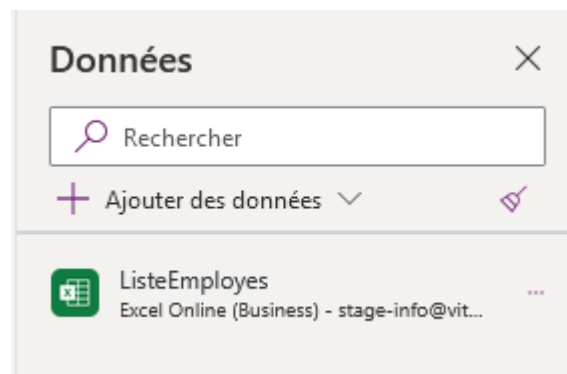 Données
Rechercher
Ajouter des données
ListeEmployes
Excel Online (Business) - stage-info@vit...